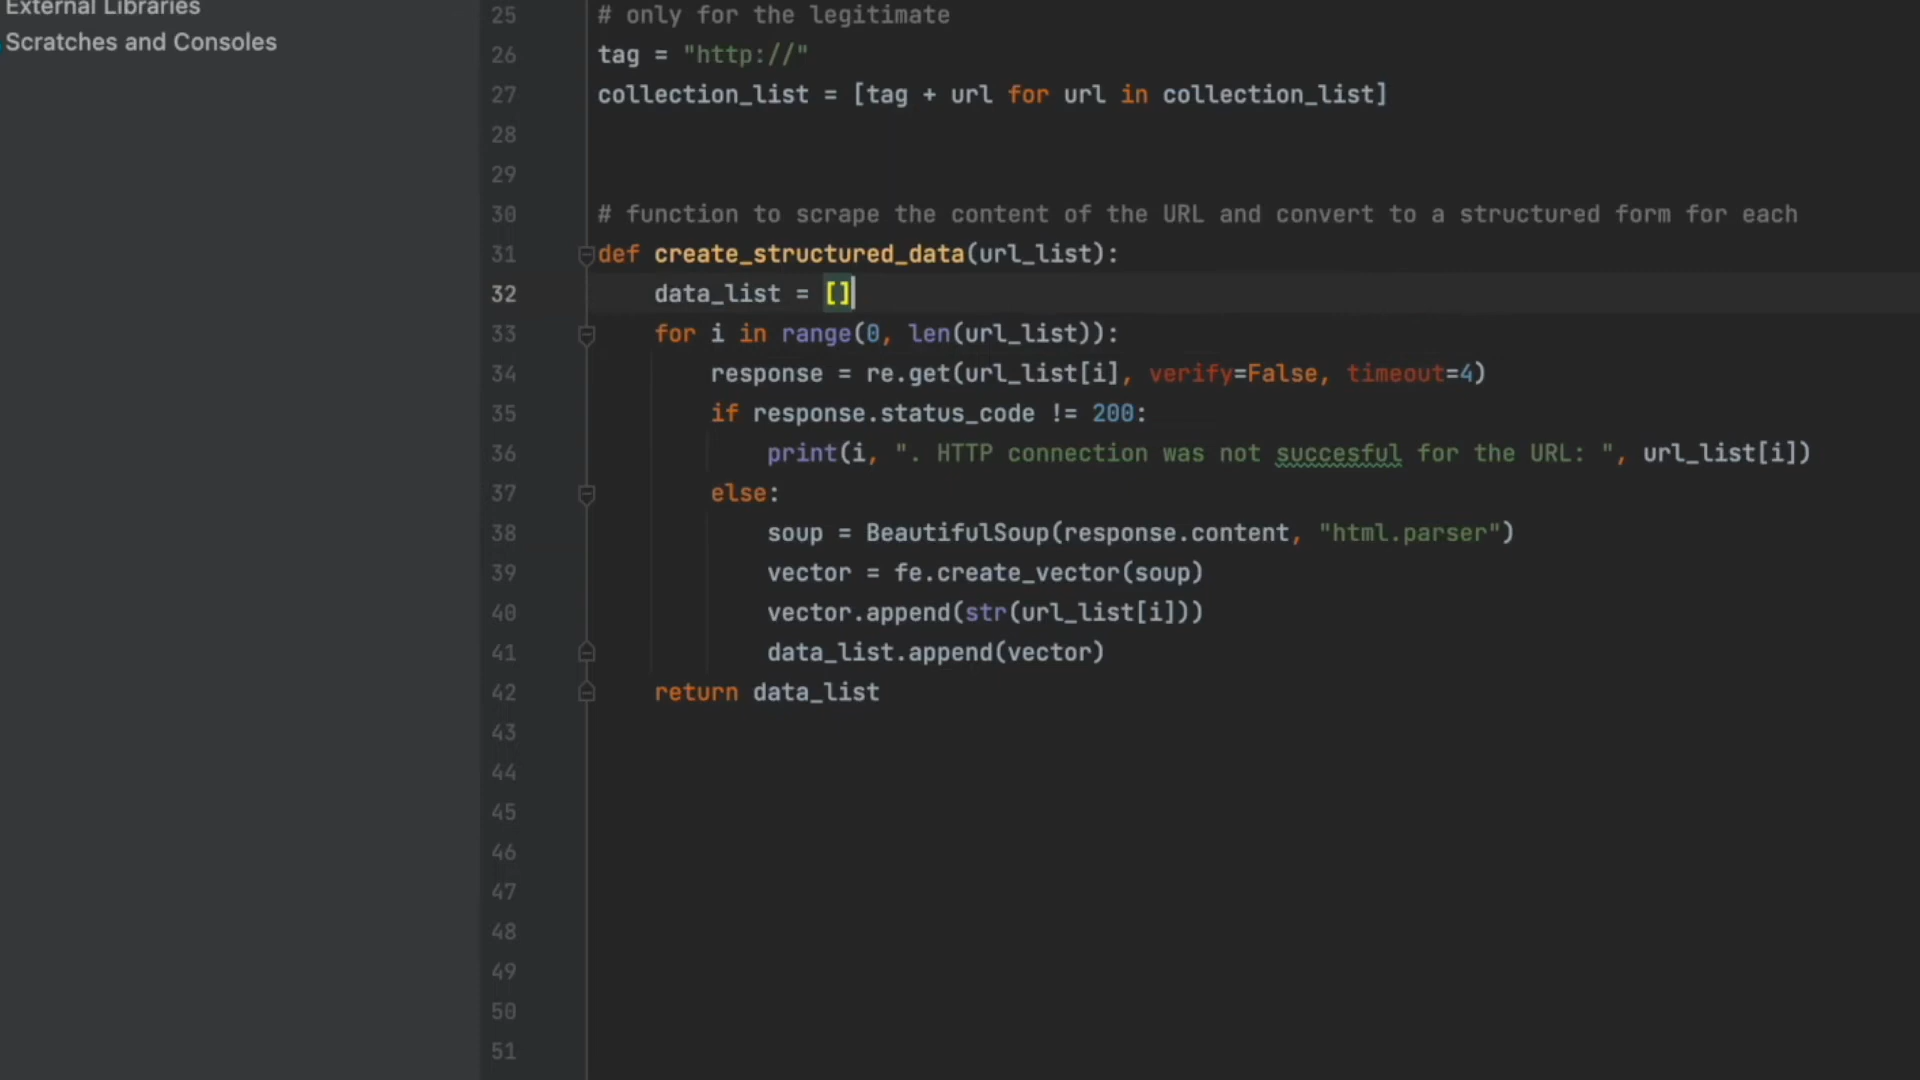 External Libraries
Scratches and Consoles
25 # only for the legitimate
26 tag = "http://"
27 collection_list = [tag + url for url in collection_list]
28
29
30 # function to scrape the content of the URL and convert to a structured form for each
31 def create_structured_data(url_list):
32     data_list = []
33     for i in range(0, len(url_list)):
34         response = re.get(url_list[i], verify=False, timeout=4)
35         if response.status_code != 200:
36             print(i, ". HTTP connection was not succesful for the URL: ", url_list[i])
37         else:
38             soup = BeautifulSoup(response.content, "html.parser")
39             vector = fe.create_vector(soup)
40             vector.append(str(url_list[i]))
41             data_list.append(vector)
42     return data_list
43
44
45
46
47
48
49
50
51